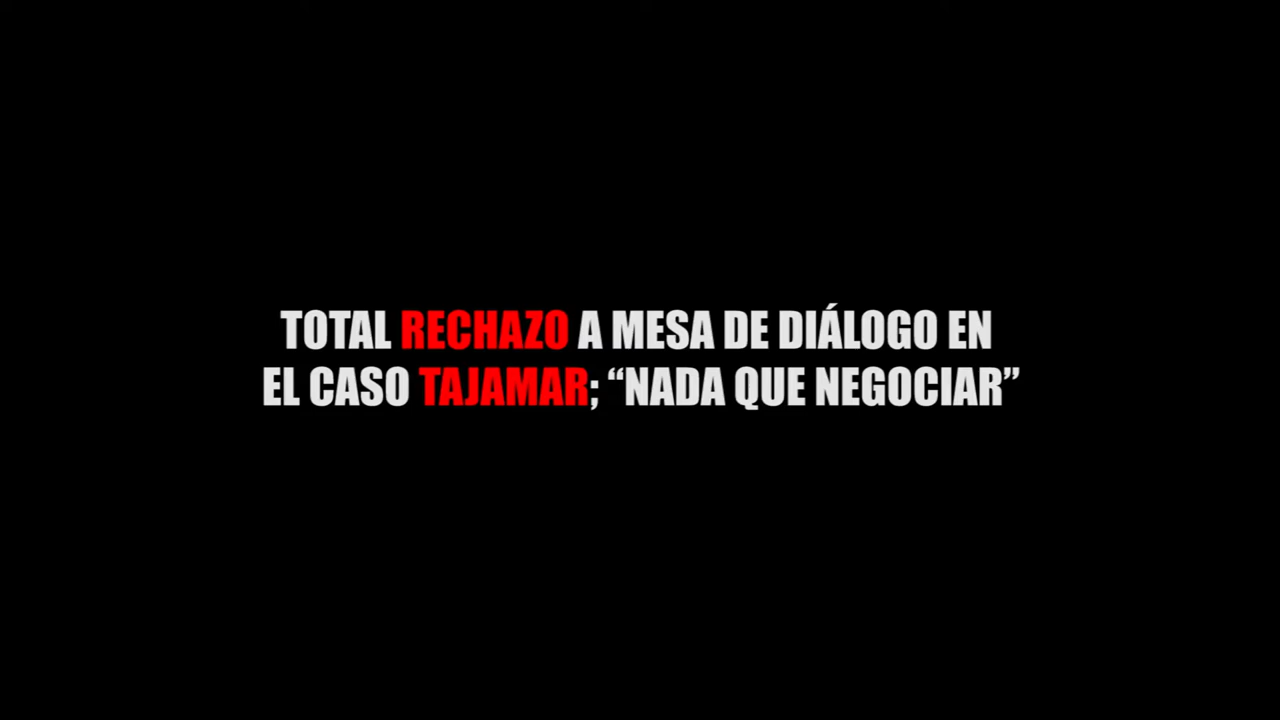 TOTAL RECHAZO A MESA DE DIÁLOGO EN
EL CASO TAJAMAR; “NADA QUE NEGOCIAR”